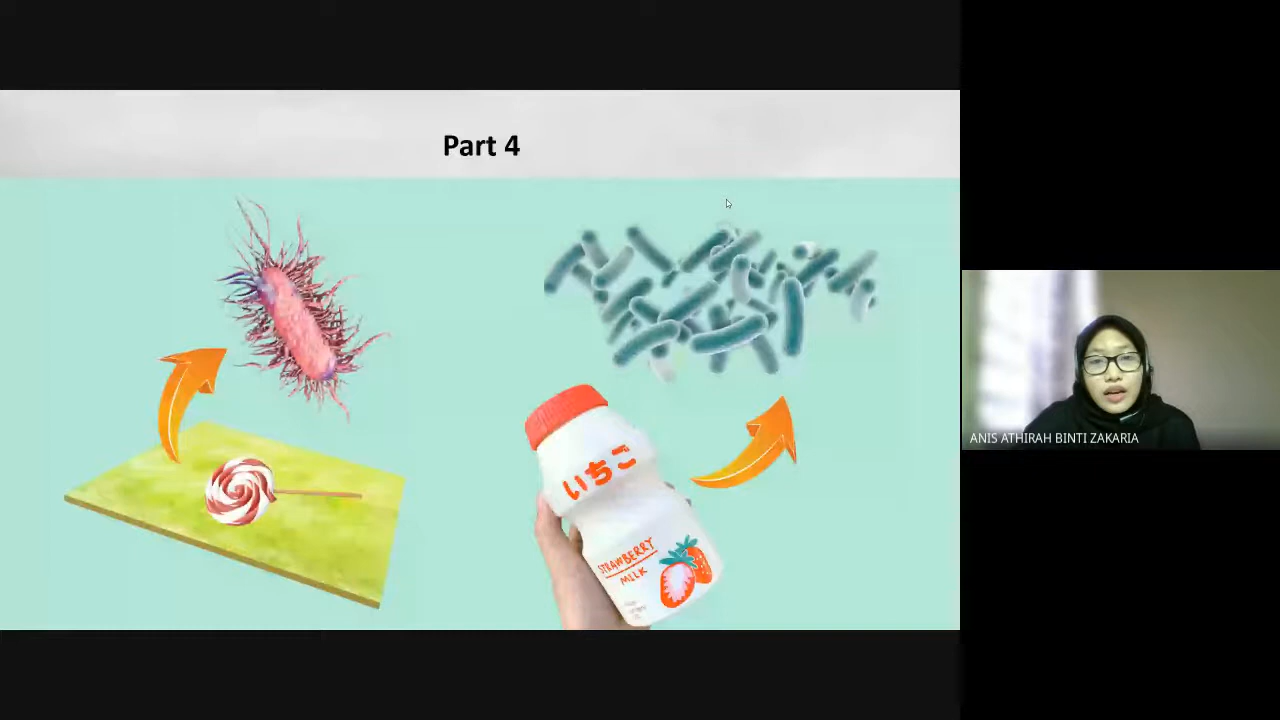 Part 4
いちご
STRAWBERRY
MILK
ANIS ATHIRAH BINTI ZAKARIA